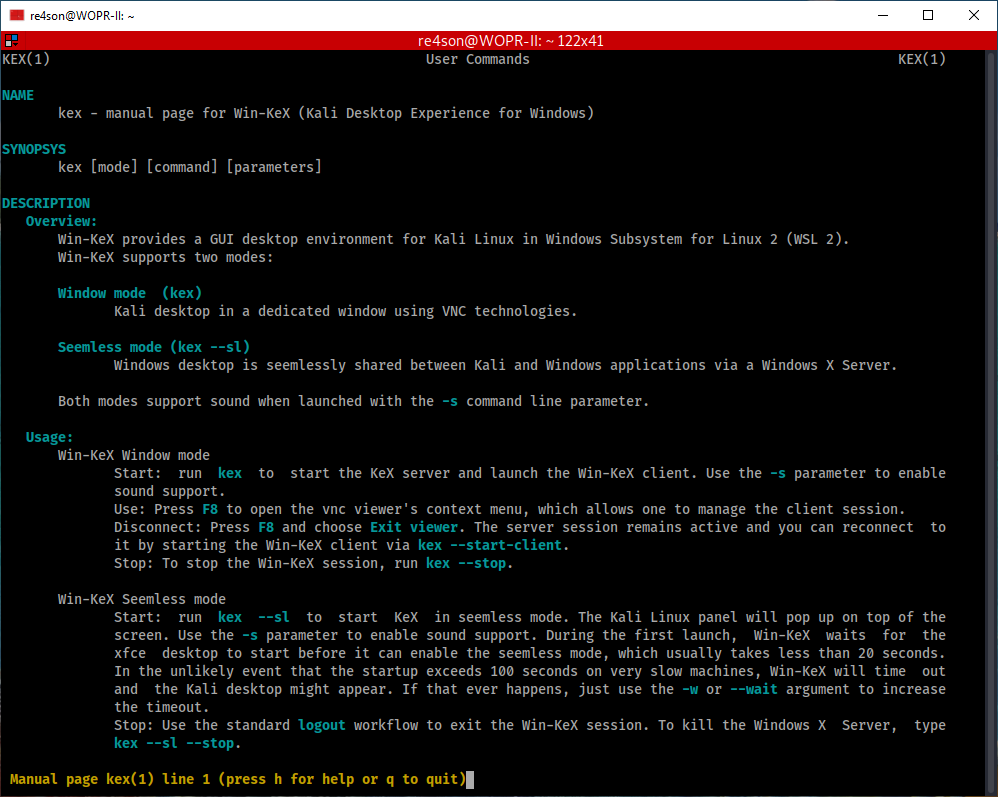 re4son@WOPR-II: ~
re4son@WOPR-II: ~ 122x41
KEX(1) User Commands KEX(1)
NAME
kex - manual page for Win-KeX (Kali Desktop Experience for Windows)
SYNOPSYS
kex [mode] [command] [parameters]
DESCRIPTION
Overview:
Win-KeX provides a GUI desktop environment for Kali Linux in Windows Subsystem for Linux 2 (WSL 2).
Win-KeX supports two modes:
Window mode (kex)
Kali desktop in a dedicated window using VNC technologies.
Seemless mode (kex --sl)
Windows desktop is seemlessly shared between Kali and Windows applications via a Windows X Server.
Both modes support sound when launched with the -s command line parameter.
Usage:
Win-KeX Window mode
Start: run kex to start the KeX server and launch the Win-KeX client. Use the -s parameter to enable
sound support.
Use: Press F8 to open the vnc viewer's context menu, which allows one to manage the client session.
Disconnect: Press F8 and choose Exit viewer. The server session remains active and you can reconnect to
it by starting the Win-KeX client via kex --start-client.
Stop: To stop the Win-KeX session, run kex --stop.
Win-KeX Seemless mode
Start: run kex --sl to start KeX in seemless mode. The Kali Linux panel will pop up on top of the
screen. Use the -s parameter to enable sound support. During the first launch, Win-KeX waits for the
xfce desktop to start before it can enable the seemless mode, which usually takes less than 20 seconds.
In the unlikely event that the startup exceeds 100 seconds on very slow machines, Win-KeX will time out
and the Kali desktop might appear. If that ever happens, just use the -w or --wait argument to increase
the timeout.
Stop: Use the standard logout workflow to exit the Win-KeX session. To kill the Windows X Server, type
kex --sl --stop.
Manual page kex(1) line 1 (press h for help or q to quit)